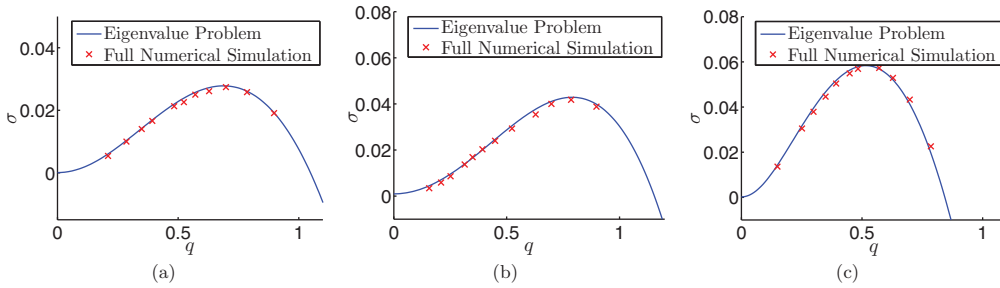 Eigenvalue Problem
Full Numerical Simulation
0.04
0.02
0
σ
0
0.5
1
q
(a)
Eigenvalue Problem
Full Numerical Simulation
0.08
0.06
0.04
0.02
0
σ
0
0.5
1
q
(b)
Eigenvalue Problem
Full Numerical Simulation
0.08
0.06
0.04
0.02
0
σ
0
0.5
1
q
(c)